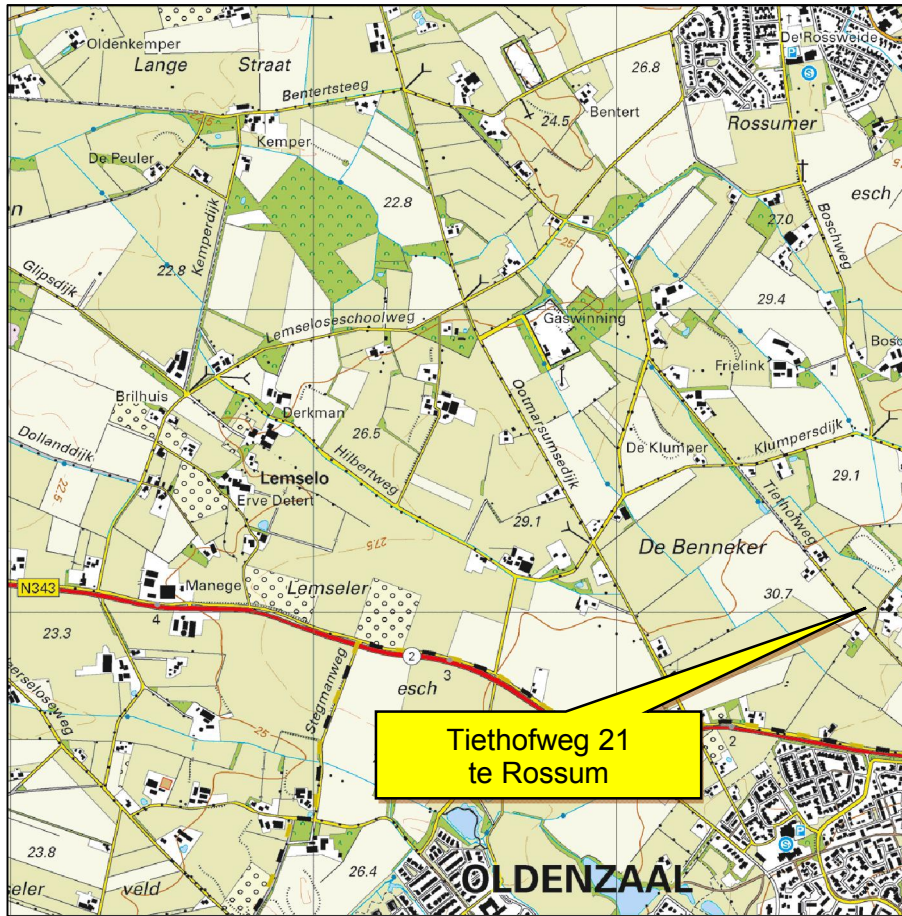 Oldenkemper
Lange Straat
Bentertsteeg
26.8
De Rossweide
P
S
Rossumer
esch
24.5
Bentert
Kemper
De Peuler
22.8
25
27.0
Boschweg
Kemperdijk
22.8
Glipsdijk
29.4
Lemseloseschoolweg
Gaswinning
Frielink
Brilhuis
Derkman
26.5
Ootmarsumsedijk
De Klumper
Klumpersdijk
Dollanddijk
Hilbertweg
Lemselo
Erve Detert
22.5
29.1
29.1
Tiethofweg
27.5
De Benneker
N343
Manege
Lemseler
30.7
4
23.3
2
3
esch
Stegmanweg
25
Tiethofweg 21
te Rossum
2
P
S
23.8
veld
26.4
OLDENZAAL